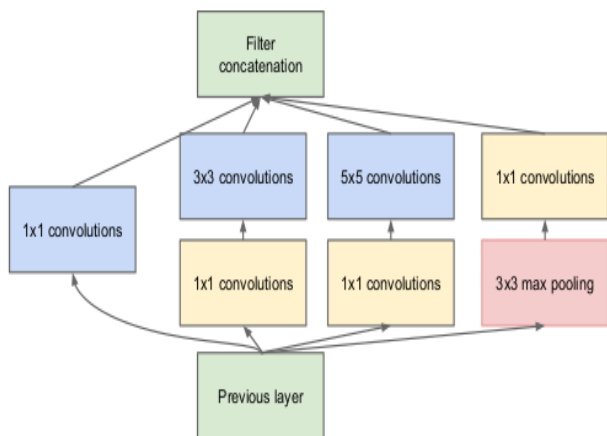 Filter
concatenation
3x3 convolutions
5x5 convolutions
1x1 convolutions
1x1 convolutions
1x1 convolutions
1x1 convolutions
3x3 max pooling
Previous layer